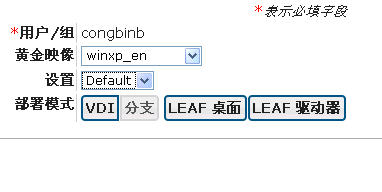 *表示必填字段
*用户/组 congbinb
黄金映像 winxp_en
设置 Default
部署模式 VDI 分支 LEAF 桌面 LEAF 驱动器